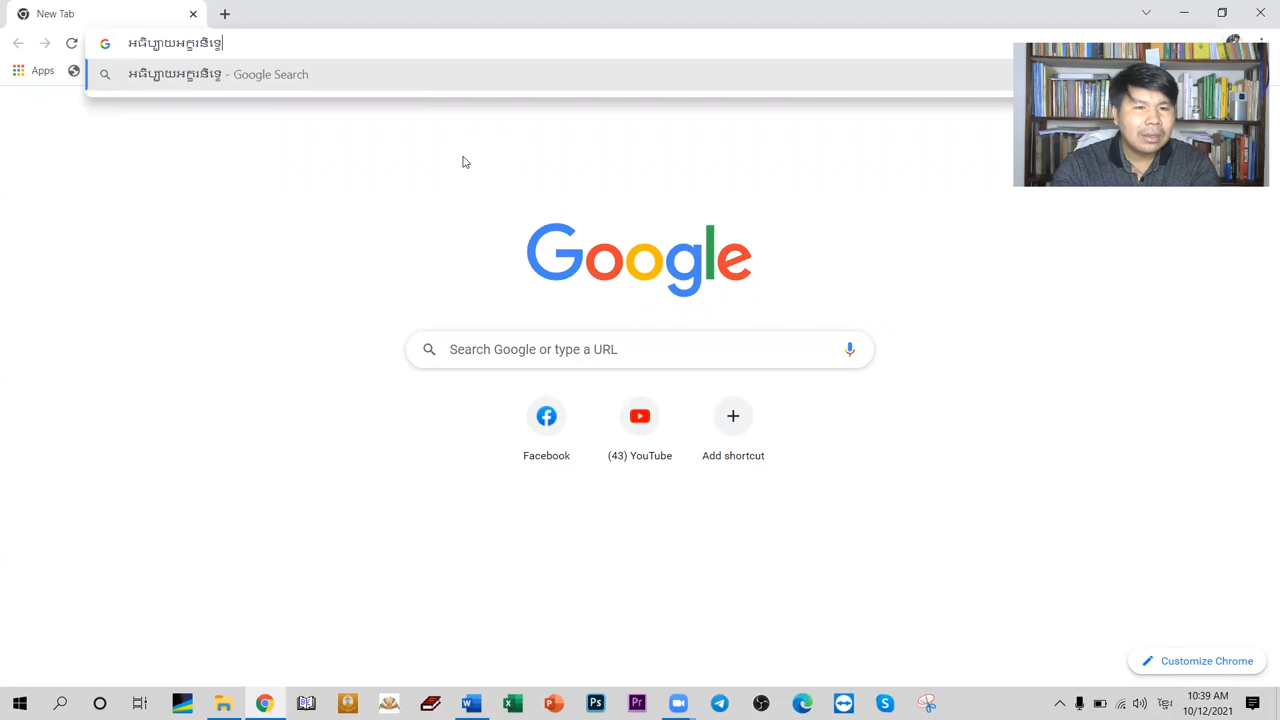 New Tab
អធិប្បាយអក្ខរានិទ្ទេ
Apps
អធិប្បាយអក្ខរានិទ្ទេ - Google Search
Google
Search Google or type a URL
Facebook
(43) YouTube
Add shortcut
Customize Chrome
10:39 AM
10/12/2021